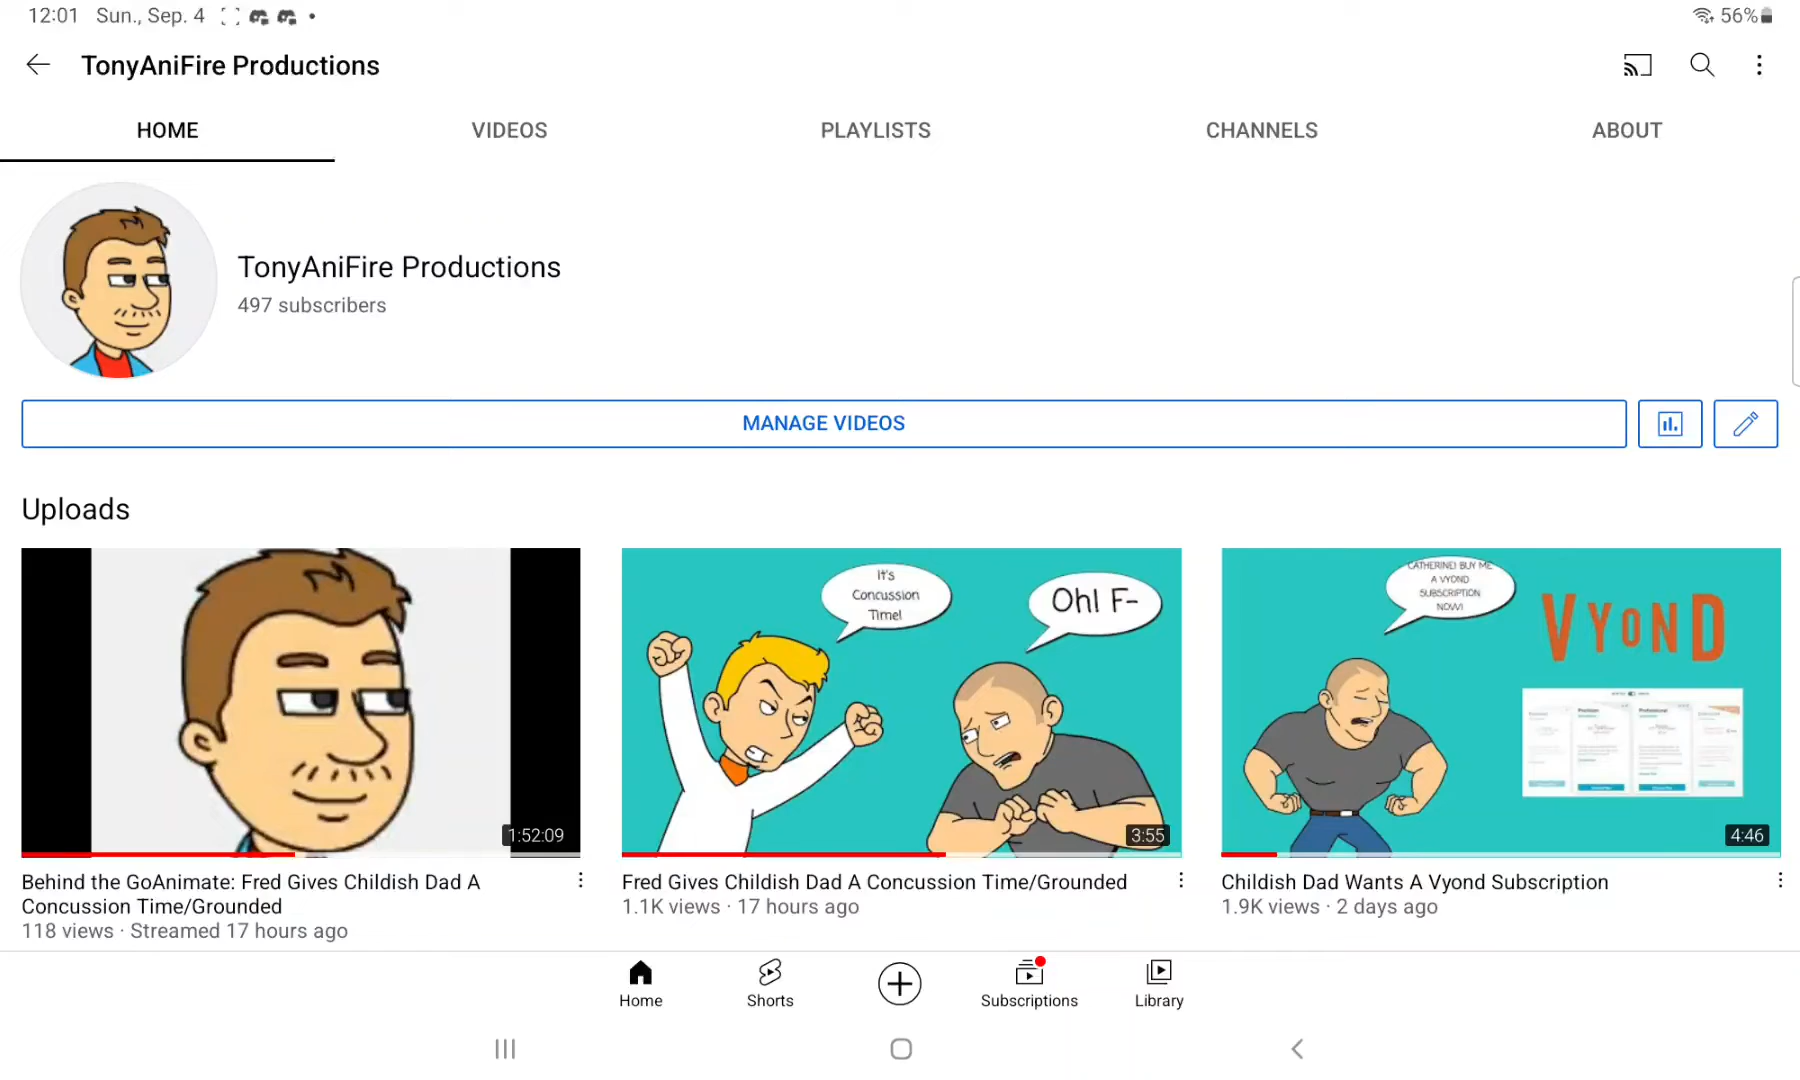 12:01 Sun., Sep. 4
56%
TonyAniFire Productions
HOME
VIDEOS
PLAYLISTS
CHANNELS
ABOUT
TonyAniFire Productions
497 subscribers
MANAGE VIDEOS
Uploads
It's
Concussion
Time!
Oh! F-
CATHERINE! BUY ME
A VYOND
SUBSCRIPTION
NOW!
VYOND
1:52:09
3:55
4:46
Behind the GoAnimate: Fred Gives Childish Dad A
Concussion Time/Grounded
118 views · Streamed 17 hours ago
Fred Gives Childish Dad A Concussion Time/Grounded
1.1K views · 17 hours ago
Childish Dad Wants A Vyond Subscription
1.9K views · 2 days ago
Home
Shorts
Subscriptions
Library